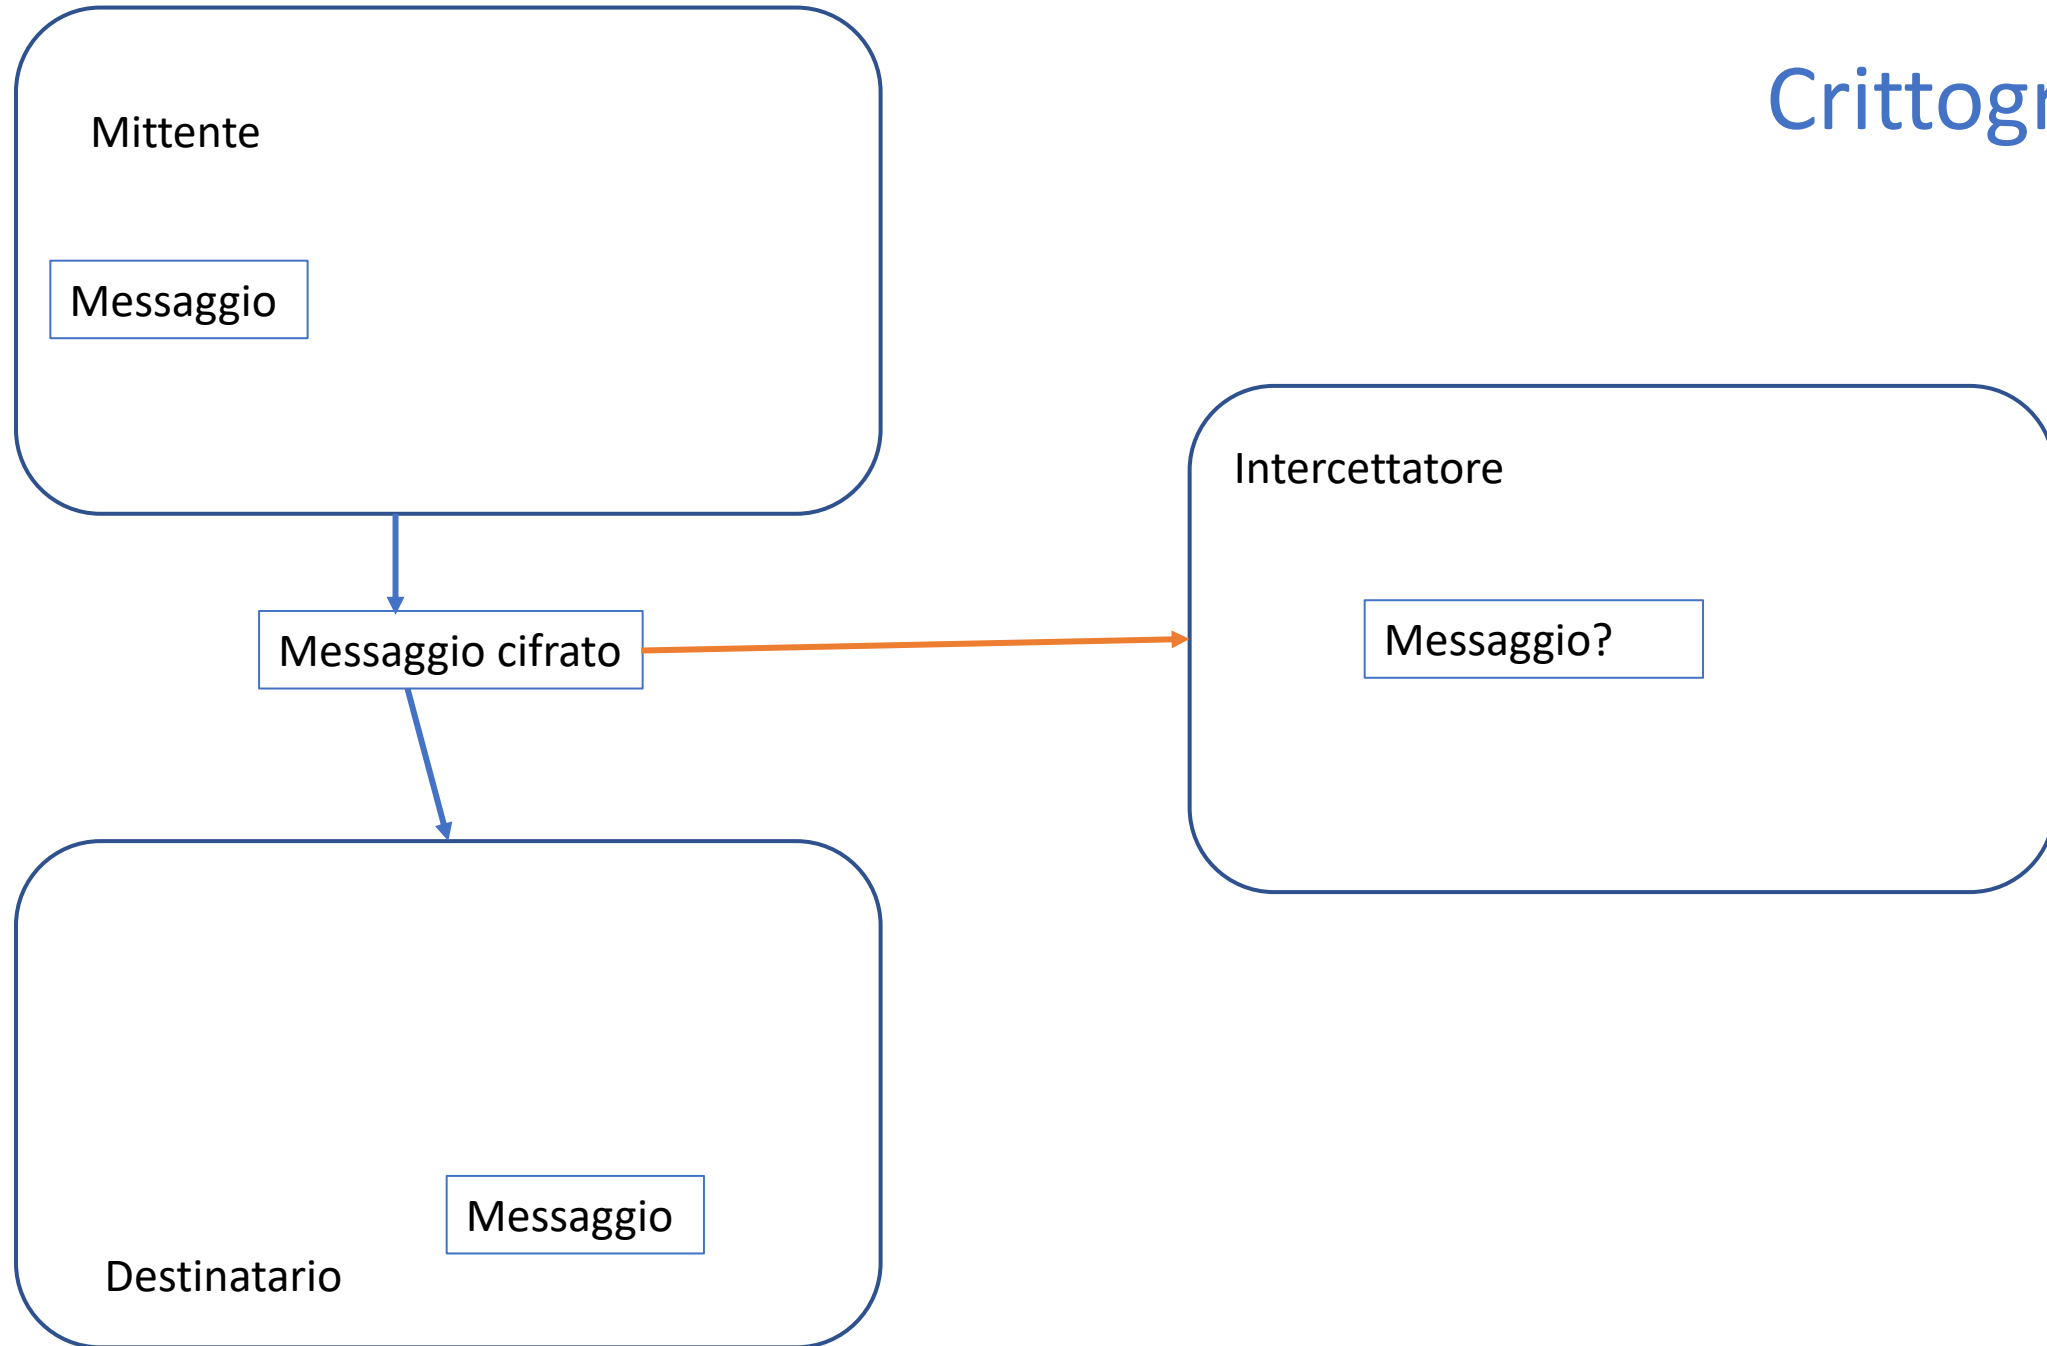 Crittogr
Mittente
Messaggio
Intercettatore
Messaggio cifrato
Messaggio?
Messaggio
Destinatario